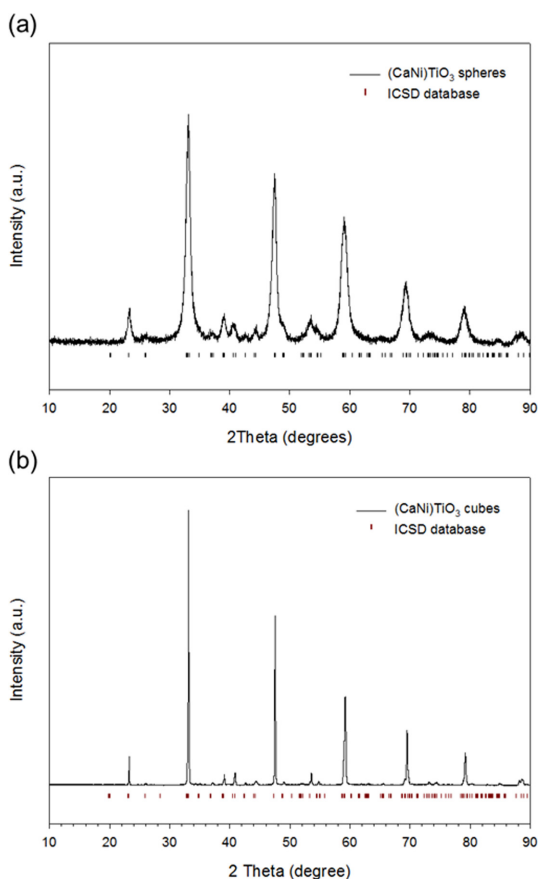 (a)
(CaNi)TiO₃ spheres
ICSD database
Intensity (a.u.)
10 20 30 40 50 60 70 80 90
2Theta (degrees)
(b)
(CaNi)TiO₃ cubes
ICSD database
Intensity (a.u.)
10 20 30 40 50 60 70 80 90
2 Theta (degree)